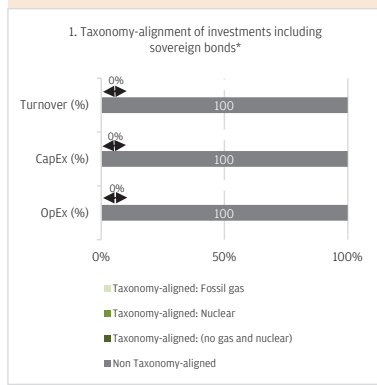 1. Taxonomy-alignment of investments including
sovereign bonds*
0%
Turnover (%)
100
0%
CapEx (%)
100
0%
OpEx (%)
100
0%
50%
100%
Taxonomy-aligned: Fossil gas
Taxonomy-aligned: Nuclear
Taxonomy-aligned: (no gas and nuclear)
Non Taxonomy-aligned